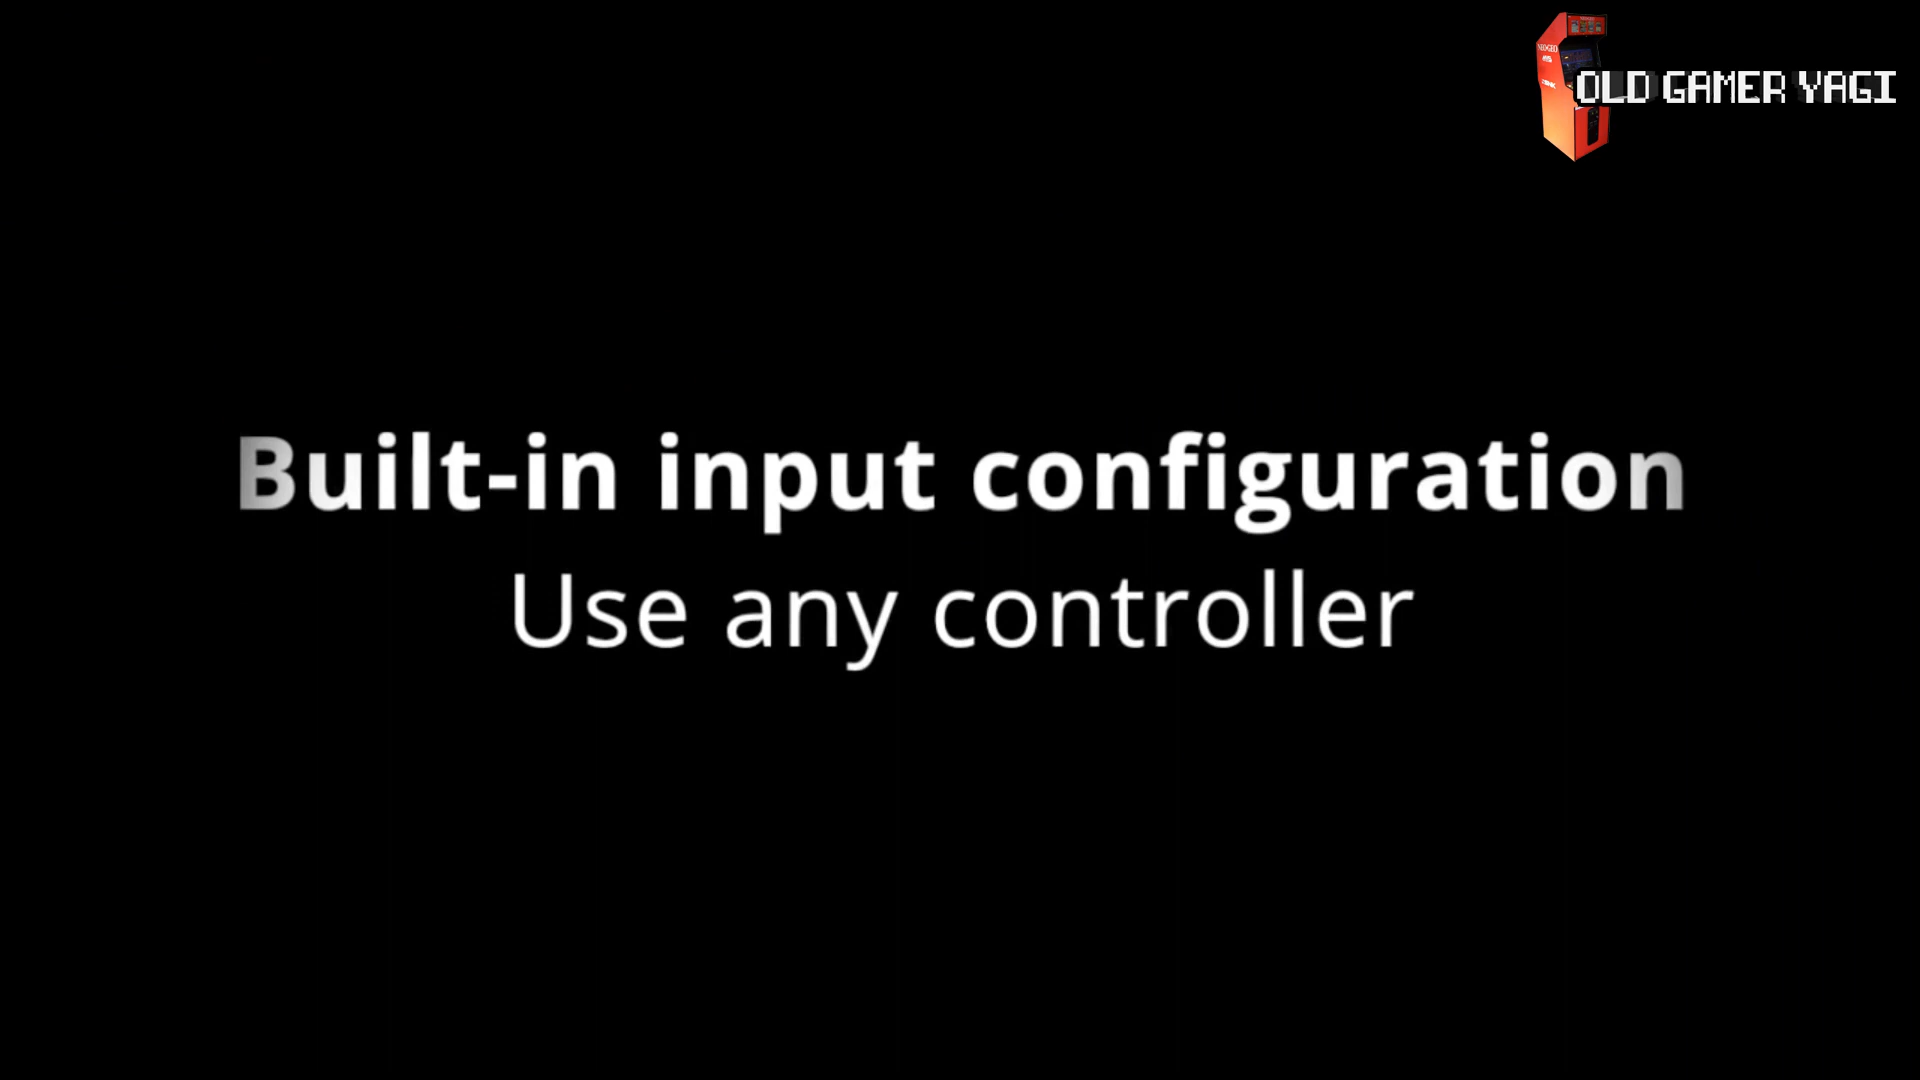 OLD GAMER YAGI
Built-in input configuration
Use any controller